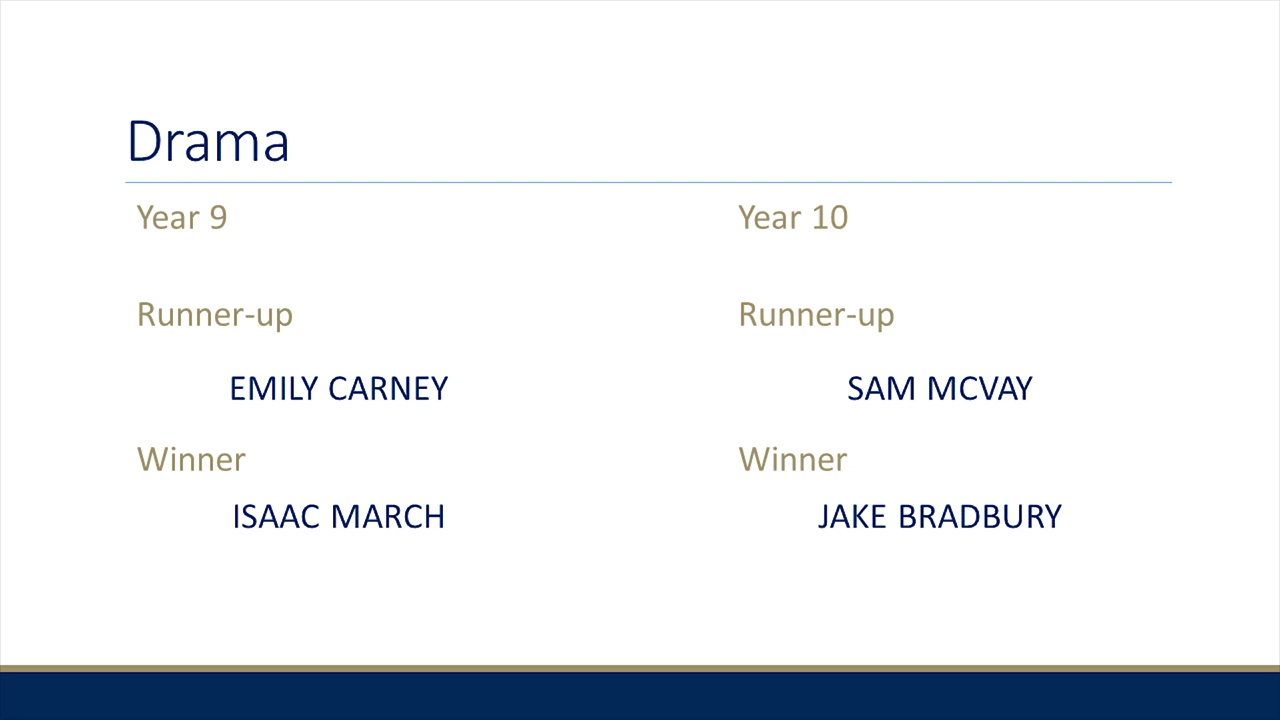 Drama
Year 9
Runner-up
EMILY CARNEY
Winner
ISAAC MARCH
Year 10
Runner-up
SAM MCVAY
Winner
JAKE BRADBURY